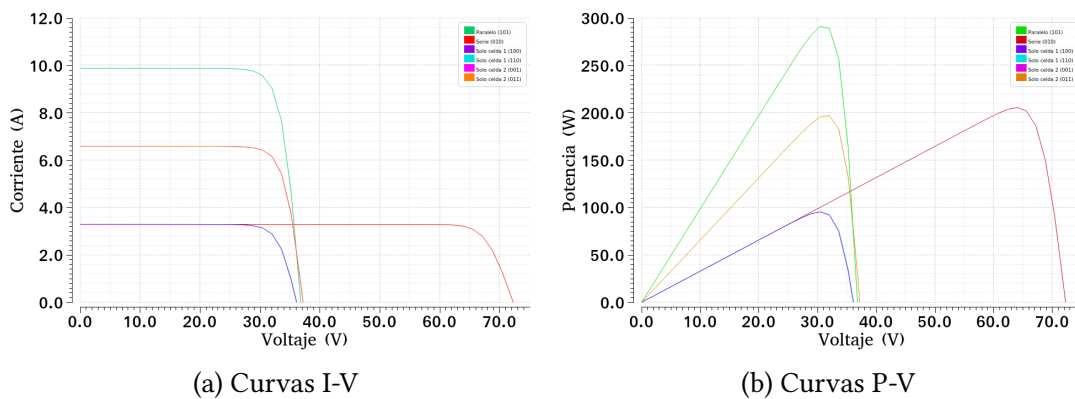 12.0
10.0
8.0
6.0
4.0
2.0
0.0
Corriente (A)
0.0 10.0 20.0 30.0 40.0 50.0 60.0 70.0
Voltaje (V)
Paralelo (101)
Serie (010)
Solo celda 1 (100)
Solo celda 1 (110)
Solo celda 2 (001)
Solo celda 2 (011)
(a) Curvas I-V
300.0
250.0
200.0
150.0
100.0
50.0
0.0
Potencia (W)
0.0 10.0 20.0 30.0 40.0 50.0 60.0 70.0
Voltaje (V)
Paralelo (101)
Serie (010)
Solo celda 1 (100)
Solo celda 1 (110)
Solo celda 2 (001)
Solo celda 2 (011)
(b) Curvas P-V